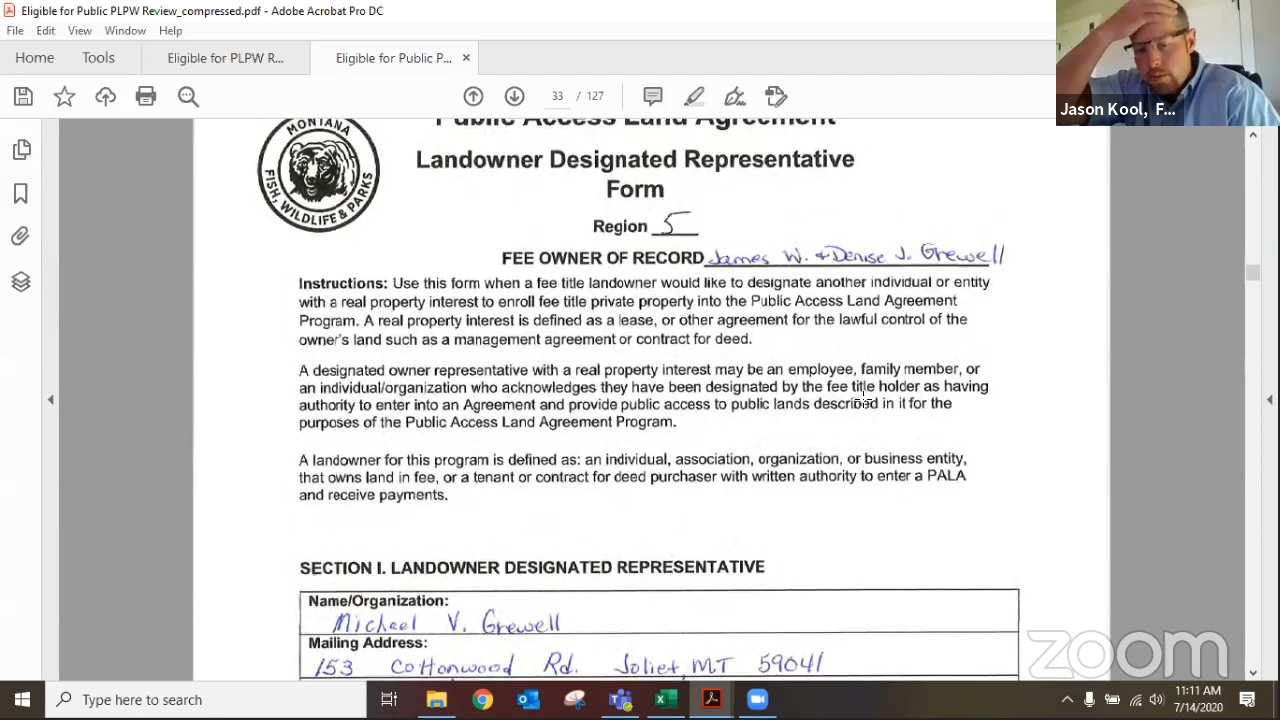 Eligible for Public PLPW Review_compressed.pdf - Adobe Acrobat Pro DC
File Edit View Window Help
Home Tools Eligible for PLPW R... Eligible for Public P... ×
33 / 127
Jason Kool, F...
Public Access Land Agreement
MONTANA
FISH, WILDLIFE & PARKS
Landowner Designated Representative
Form
Region 5
FEE OWNER OF RECORD James W. & Denise J. Grewell
Instructions: Use this form when a fee title landowner would like to designate another individual or entity
with a real property interest to enroll fee title private property into the Public Access Land Agreement
Program. A real property interest is defined as a lease, or other agreement for the lawful control of the
owner's land such as a management agreement or contract for deed.
A designated owner representative with a real property interest may be an employee, family member, or
an individual/organization who acknowledges they have been designated by the fee title holder as having
authority to enter into an Agreement and provide public access to public lands described in it for the
purposes of the Public Access Land Agreement Program.
A landowner for this program is defined as: an individual, association, organization, or business entity,
that owns land in fee, or a tenant or contract for deed purchaser with written authority to enter a PALA
and receive payments.
SECTION I. LANDOWNER DESIGNATED REPRESENTATIVE
Name/Organization:
Michael V. Grewell
Mailing Address:
153 Cottonwood Rd. Joliet, MT 59041
zoom
Type here to search
11:11 AM
7/14/2020